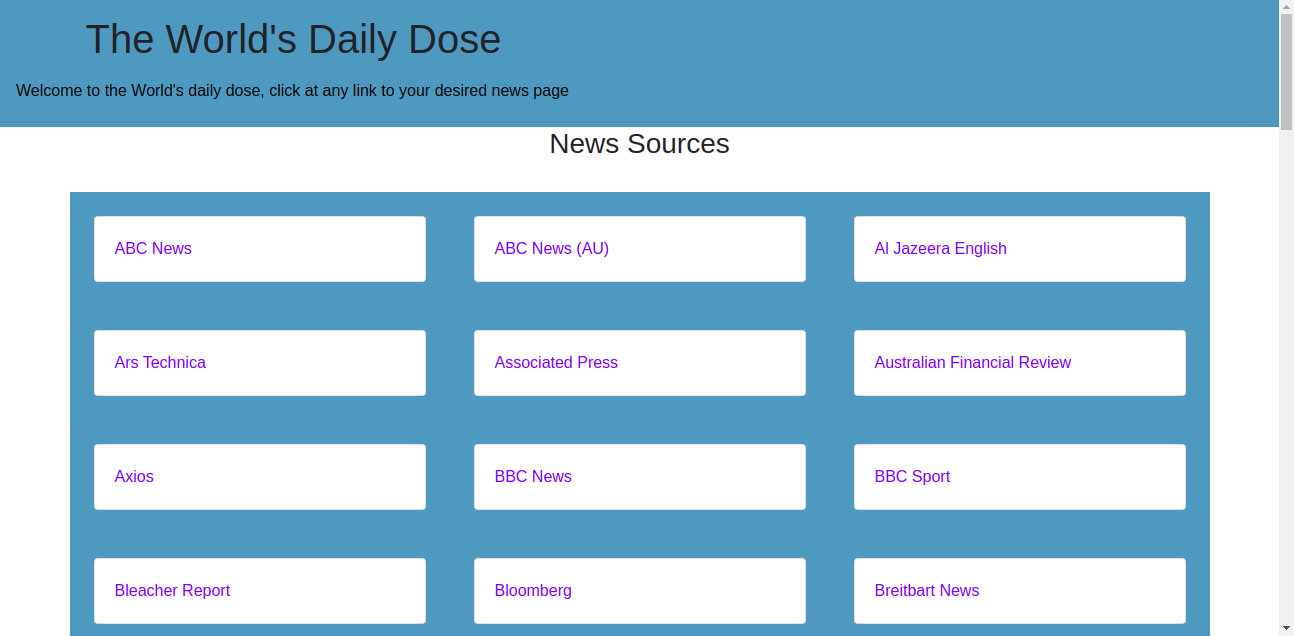 The World's Daily Dose
Welcome to the World's daily dose, click at any link to your desired news page
News Sources
ABC News
ABC News (AU)
Al Jazeera English
Ars Technica
Associated Press
Australian Financial Review
Axios
BBC News
BBC Sport
Bleacher Report
Bloomberg
Breitbart News